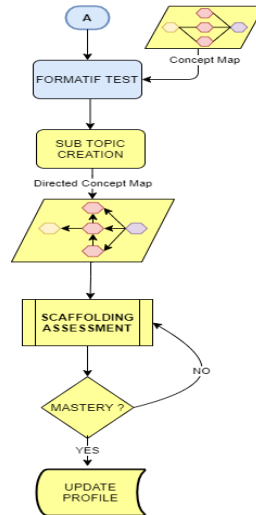 A
Concept Map
FORMATIF TEST
SUB TOPIC
CREATION
Directed Concept Map
SCAFFOLDING
ASSESSMENT
NO
MASTERY ?
YES
UPDATE
PROFILE